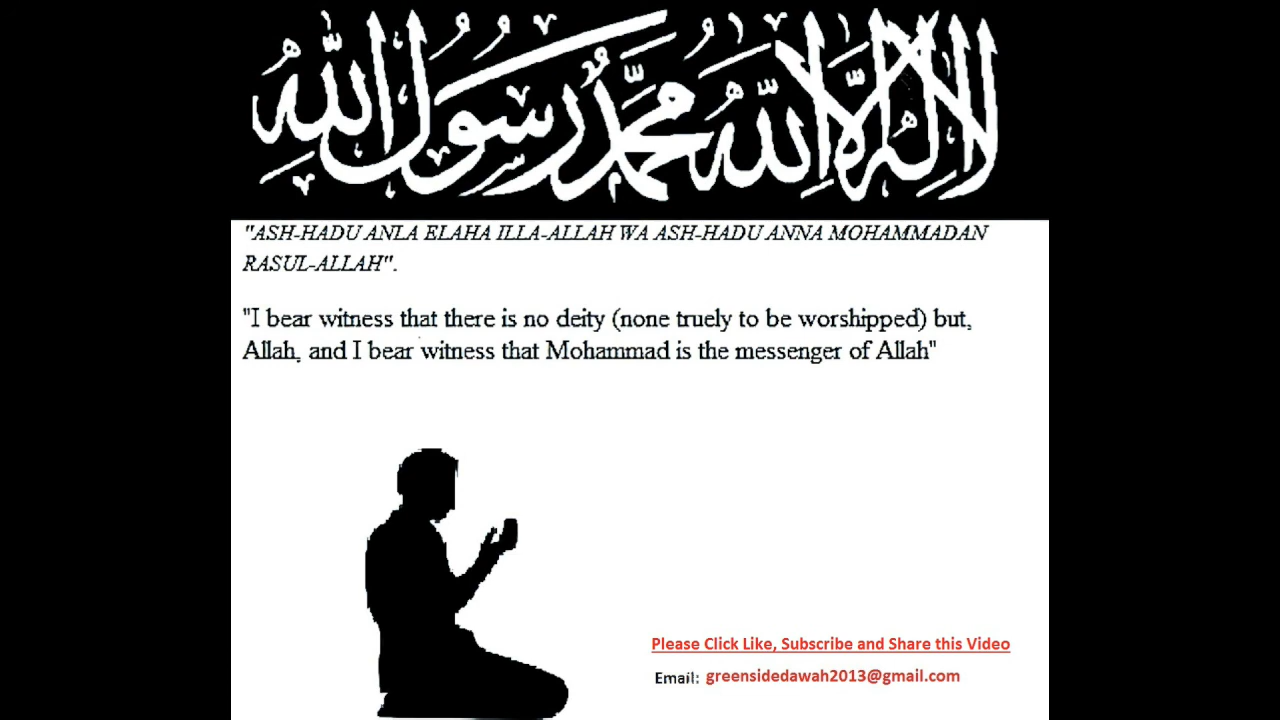 لا إله إلا الله محمد رسول الله
"ASH-HADU ANLA ELAHA ILLA-ALLAH WA ASH-HADU ANNA MOHAMMADAN
RASUL-ALLAH".
"I bear witness that there is no deity (none truely to be worshipped) but,
Allah, and I bear witness that Mohammad is the messenger of Allah"
Please Click Like, Subscribe and Share this Video
Email: greensidedawah2013@gmail.com